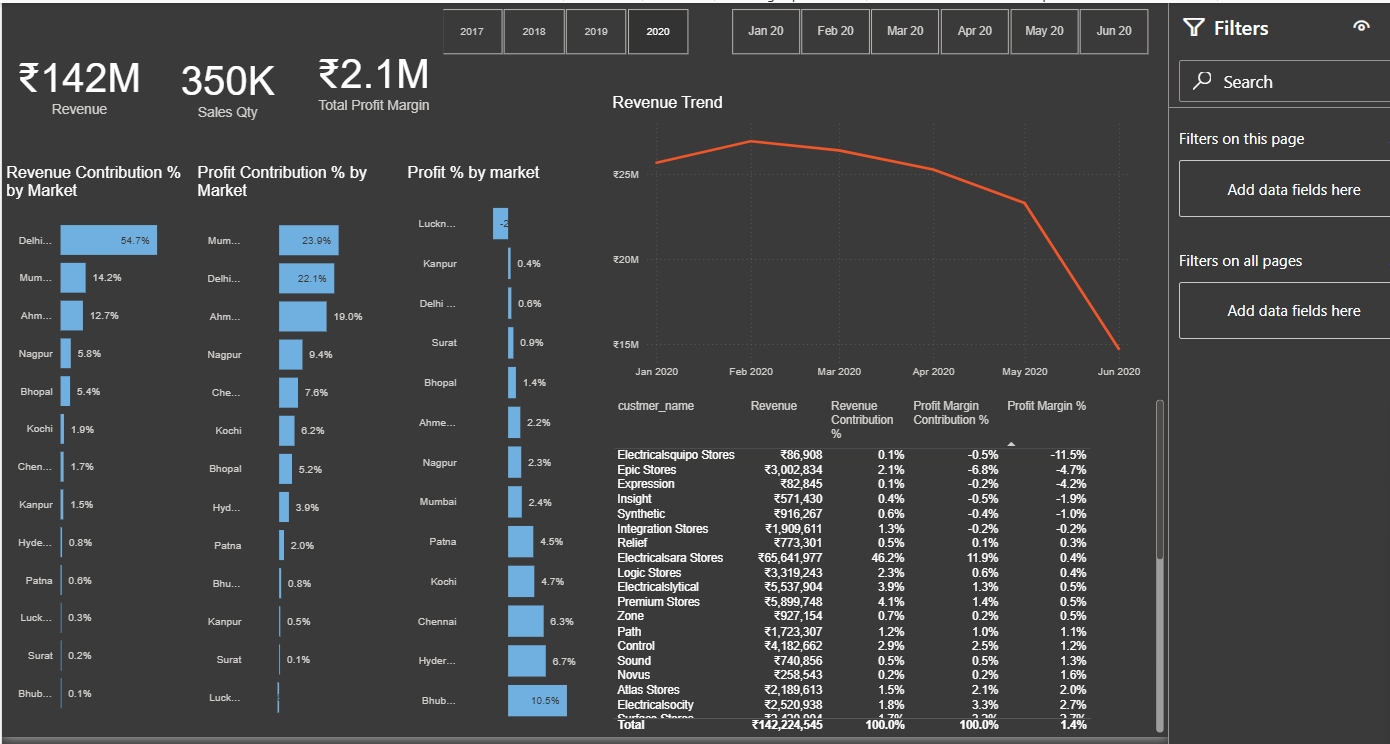 2017 2018 2019 2020 Jan 20 Feb 20 Mar 20 Apr 20 May 20 Jun 20
₹142M
Revenue
350K
Sales Qty
₹2.1M
Total Profit Margin
Revenue Contribution %
by Market
Delhi... 54.7%
Mum... 14.2%
Ahm... 12.7%
Nagpur 5.8%
Bhopal 5.4%
Kochi 1.9%
Chen... 1.7%
Kanpur 1.5%
Hyde... 0.8%
Patna 0.6%
Luck... 0.3%
Surat 0.2%
Bhub... 0.1%
Profit Contribution % by
Market
Mum... 23.9%
Delhi... 22.1%
Ahm... 19.0%
Nagpur 9.4%
Che... 7.6%
Kochi 6.2%
Bhopal 5.2%
Hyd... 3.9%
Patna 2.0%
Bhu... 0.8%
Kanpur 0.5%
Surat 0.1%
Luck...
Profit % by market
Luckn...
Kanpur 0.4%
Delhi ... 0.6%
Surat 0.9%
Bhopal 1.4%
Ahme... 2.2%
Nagpur 2.3%
Mumbai 2.4%
Patna 4.5%
Kochi 4.7%
Chennai 6.3%
Hyder... 6.7%
Bhub... 10.5%
Revenue Trend
₹25M
₹20M
₹15M
Jan 2020 Feb 2020 Mar 2020 Apr 2020 May 2020 Jun 2020
custmer_name Revenue Revenue Profit Margin Profit Margin %
Contribution Contribution %
%
Electricalsquipo Stores ₹86,908 0.1% -0.5% -11.5%
Epic Stores ₹3,002,834 2.1% -6.8% -4.7%
Expression ₹82,845 0.1% -0.2% -4.2%
Insight ₹571,430 0.4% -0.5% -1.9%
Synthetic ₹916,267 0.6% -0.4% -1.0%
Integration Stores ₹1,909,611 1.3% -0.2% -0.2%
Relief ₹773,301 0.5% 0.1% 0.3%
Electricalsara Stores ₹65,641,977 46.2% 11.9% 0.4%
Logic Stores ₹3,319,243 2.3% 0.6% 0.4%
Electricalslytical ₹5,537,904 3.9% 1.3% 0.5%
Premium Stores ₹5,899,748 4.1% 1.4% 0.5%
Zone ₹927,154 0.7% 0.2% 0.5%
Path ₹1,723,307 1.2% 1.0% 1.1%
Control ₹4,182,662 2.9% 2.5% 1.2%
Sound ₹740,856 0.5% 0.5% 1.3%
Novus ₹258,543 0.2% 0.2% 1.6%
Atlas Stores ₹2,189,613 1.5% 2.1% 2.0%
Electricalsocity ₹2,520,938 1.8% 3.3% 2.7%
Total ₹142,224,545 100.0% 100.0% 1.4%
Filters
Search
Filters on this page
Add data fields here
Filters on all pages
Add data fields here